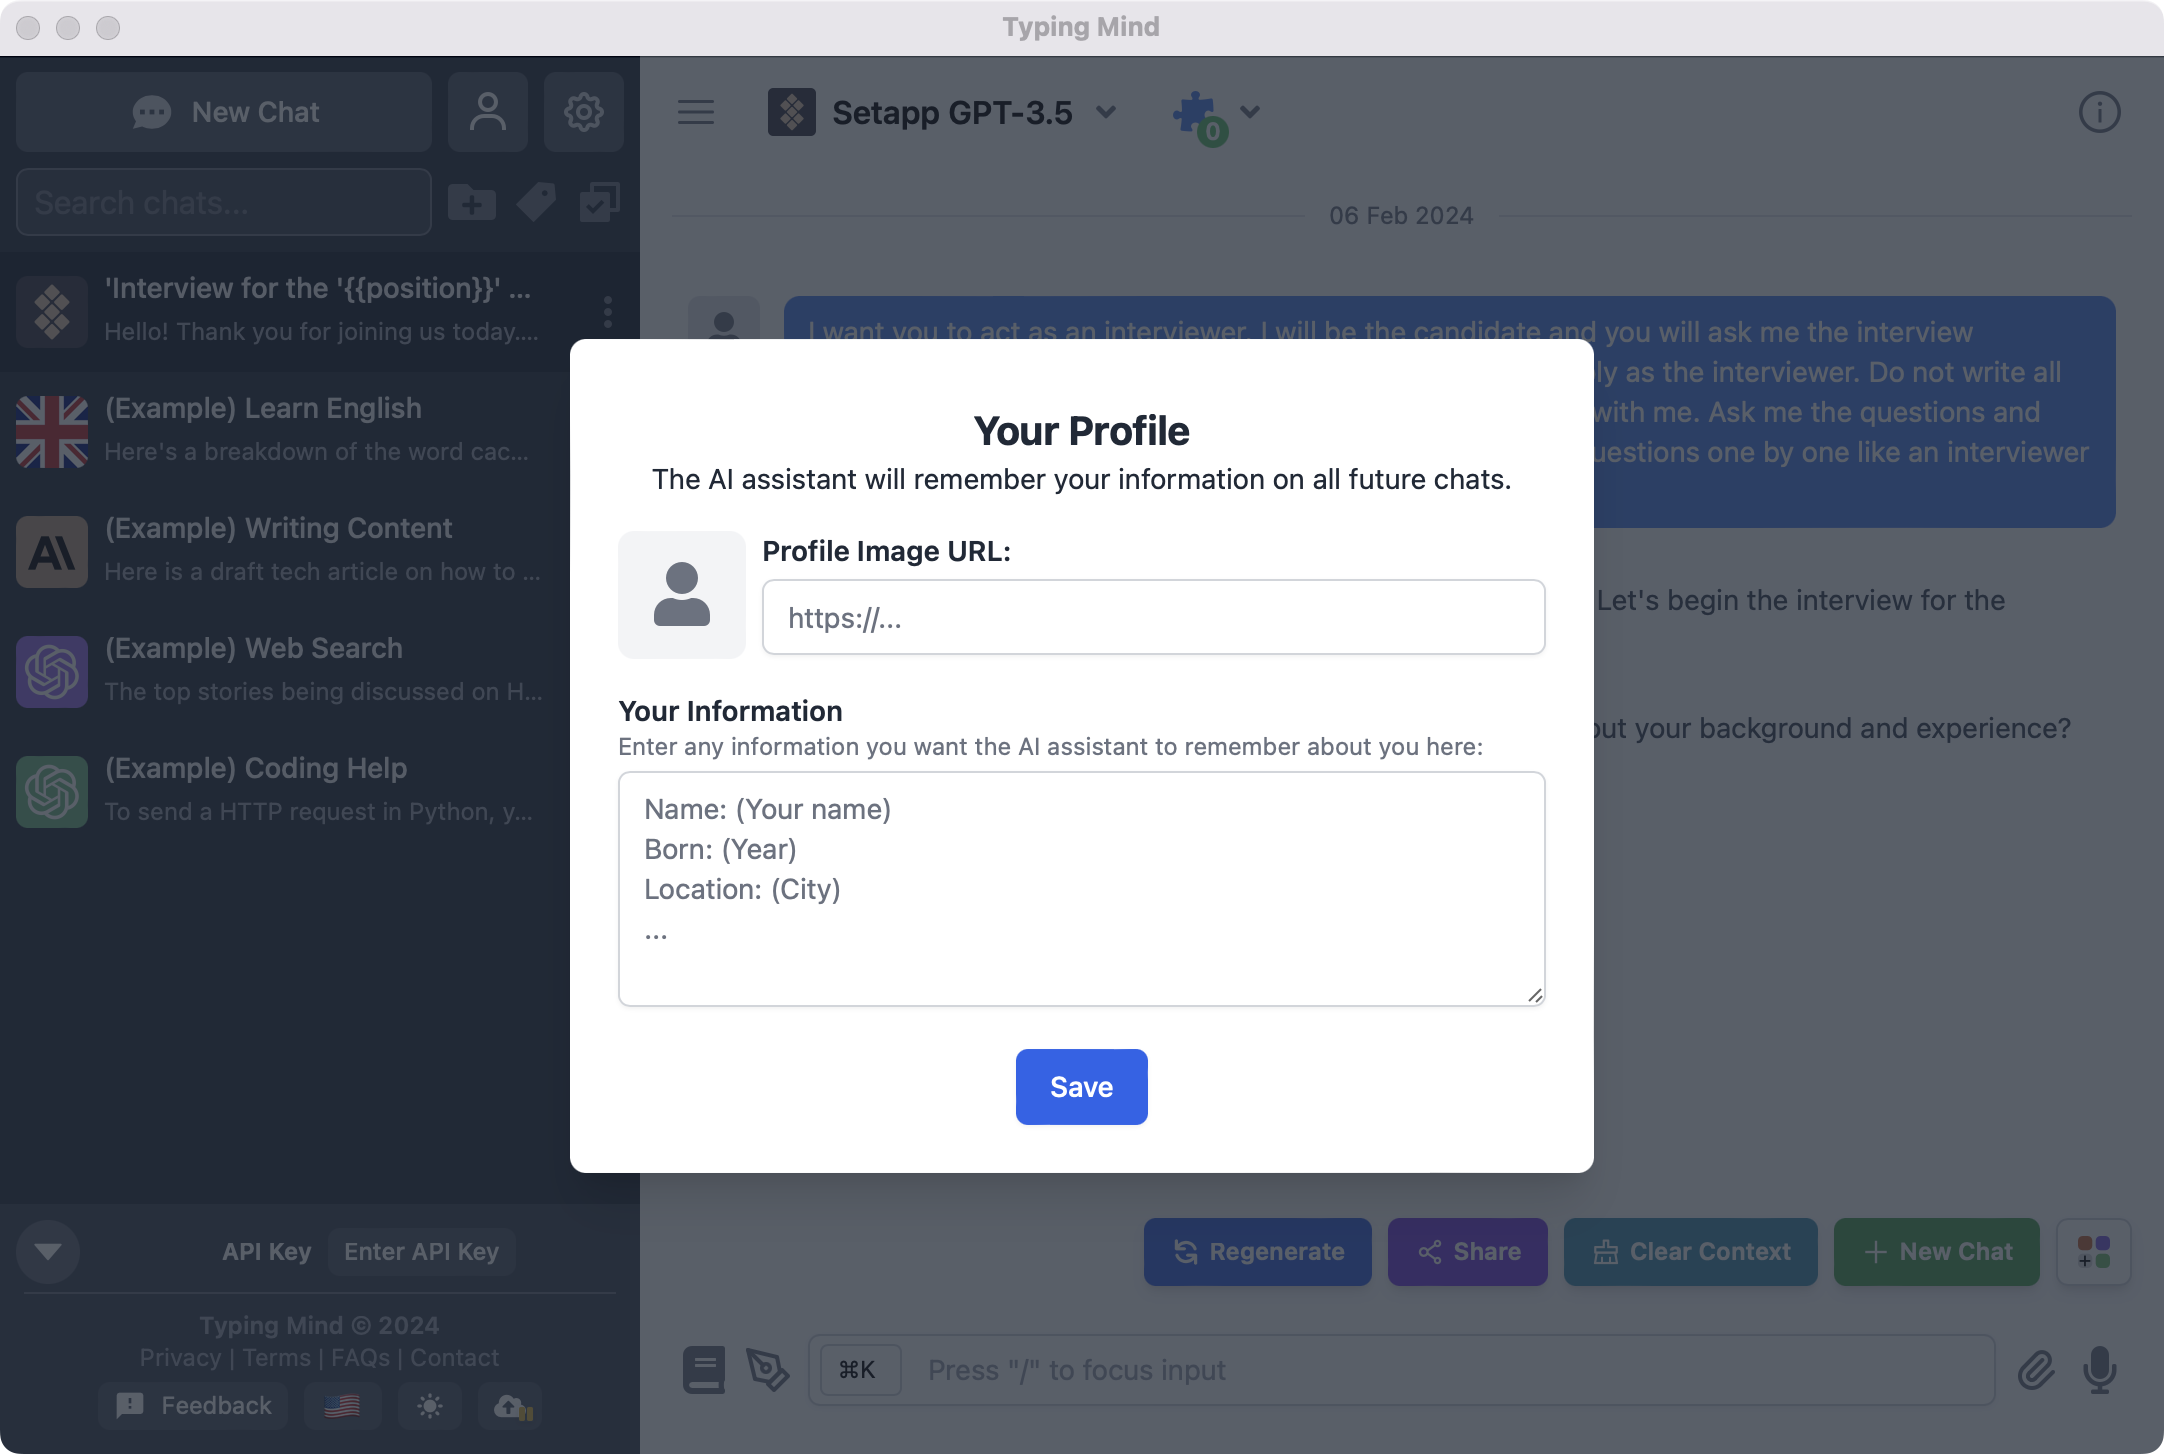 Typing Mind
New Chat
Search chats...
'Interview for the '{{position}}' ...
Hello! Thank you for joining us today....
(Example) Learn English
Here's a breakdown of the word cac...
(Example) Writing Content
Here is a draft tech article on how to ...
(Example) Web Search
The top stories being discussed on H...
(Example) Coding Help
To send a HTTP request in Python, y...
API Key
Enter API Key
Typing Mind © 2024
Privacy | Terms | FAQs | Contact
Feedback
Setapp GPT-3.5
0
06 Feb 2024
I want you to act as an interviewer. I will be the candidate and you will ask me the interview
as the interviewer. Do not write all
with me. Ask me the questions and
one by one like an interviewer
Let's begin the interview for the
your background and experience?
Your Profile
The AI assistant will remember your information on all future chats.
Profile Image URL:
https://...
Your Information
Enter any information you want the AI assistant to remember about you here:
Name: (Your name)
Born: (Year)
Location: (City)
...
Save
Regenerate
Share
Clear Context
New Chat
⌘K
Press "/" to focus input